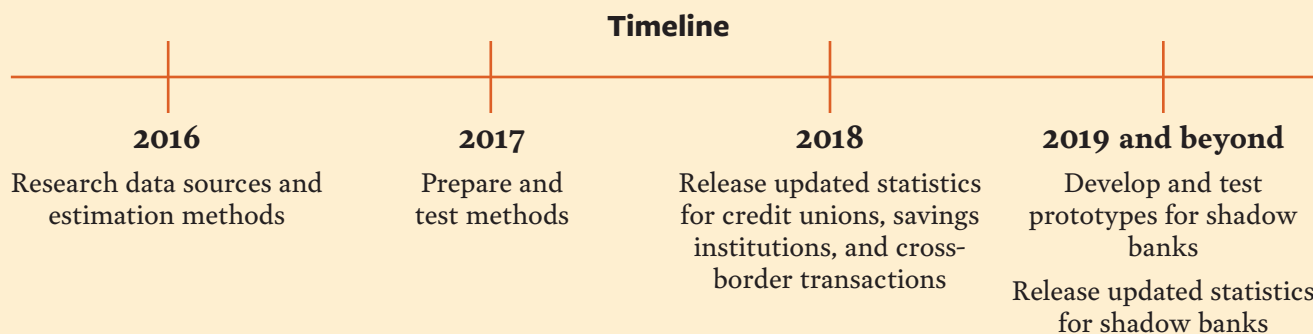 Timeline
2016
Research data sources and
estimation methods
2017
Prepare and
test methods
2018
Release updated statistics
for credit unions, savings
institutions, and cross-
border transactions
2019 and beyond
Develop and test
prototypes for shadow
banks
Release updated statistics
for shadow banks